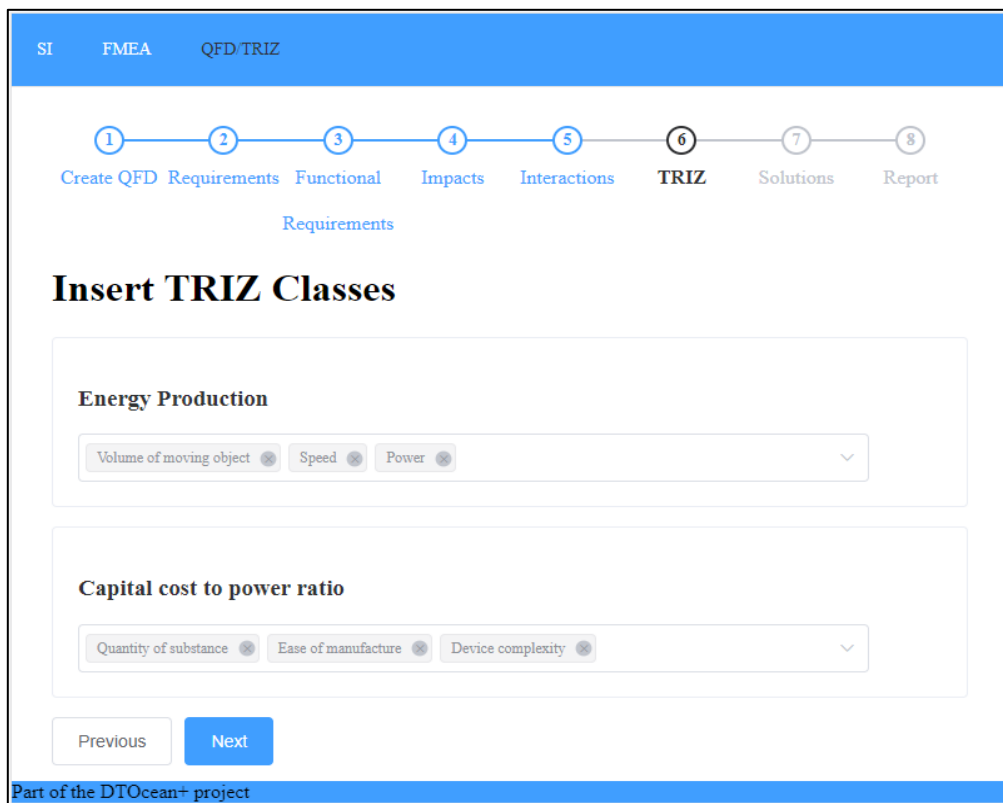 SI FMEA QFD/TRIZ
1 2 3 4 5 6 7 8
Create QFD Requirements Functional Requirements Impacts Interactions TRIZ Solutions Report
Insert TRIZ Classes
Energy Production
Volume of moving object Speed Power
Capital cost to power ratio
Quantity of substance Ease of manufacture Device complexity
Previous Next
Part of the DTOcean+ project